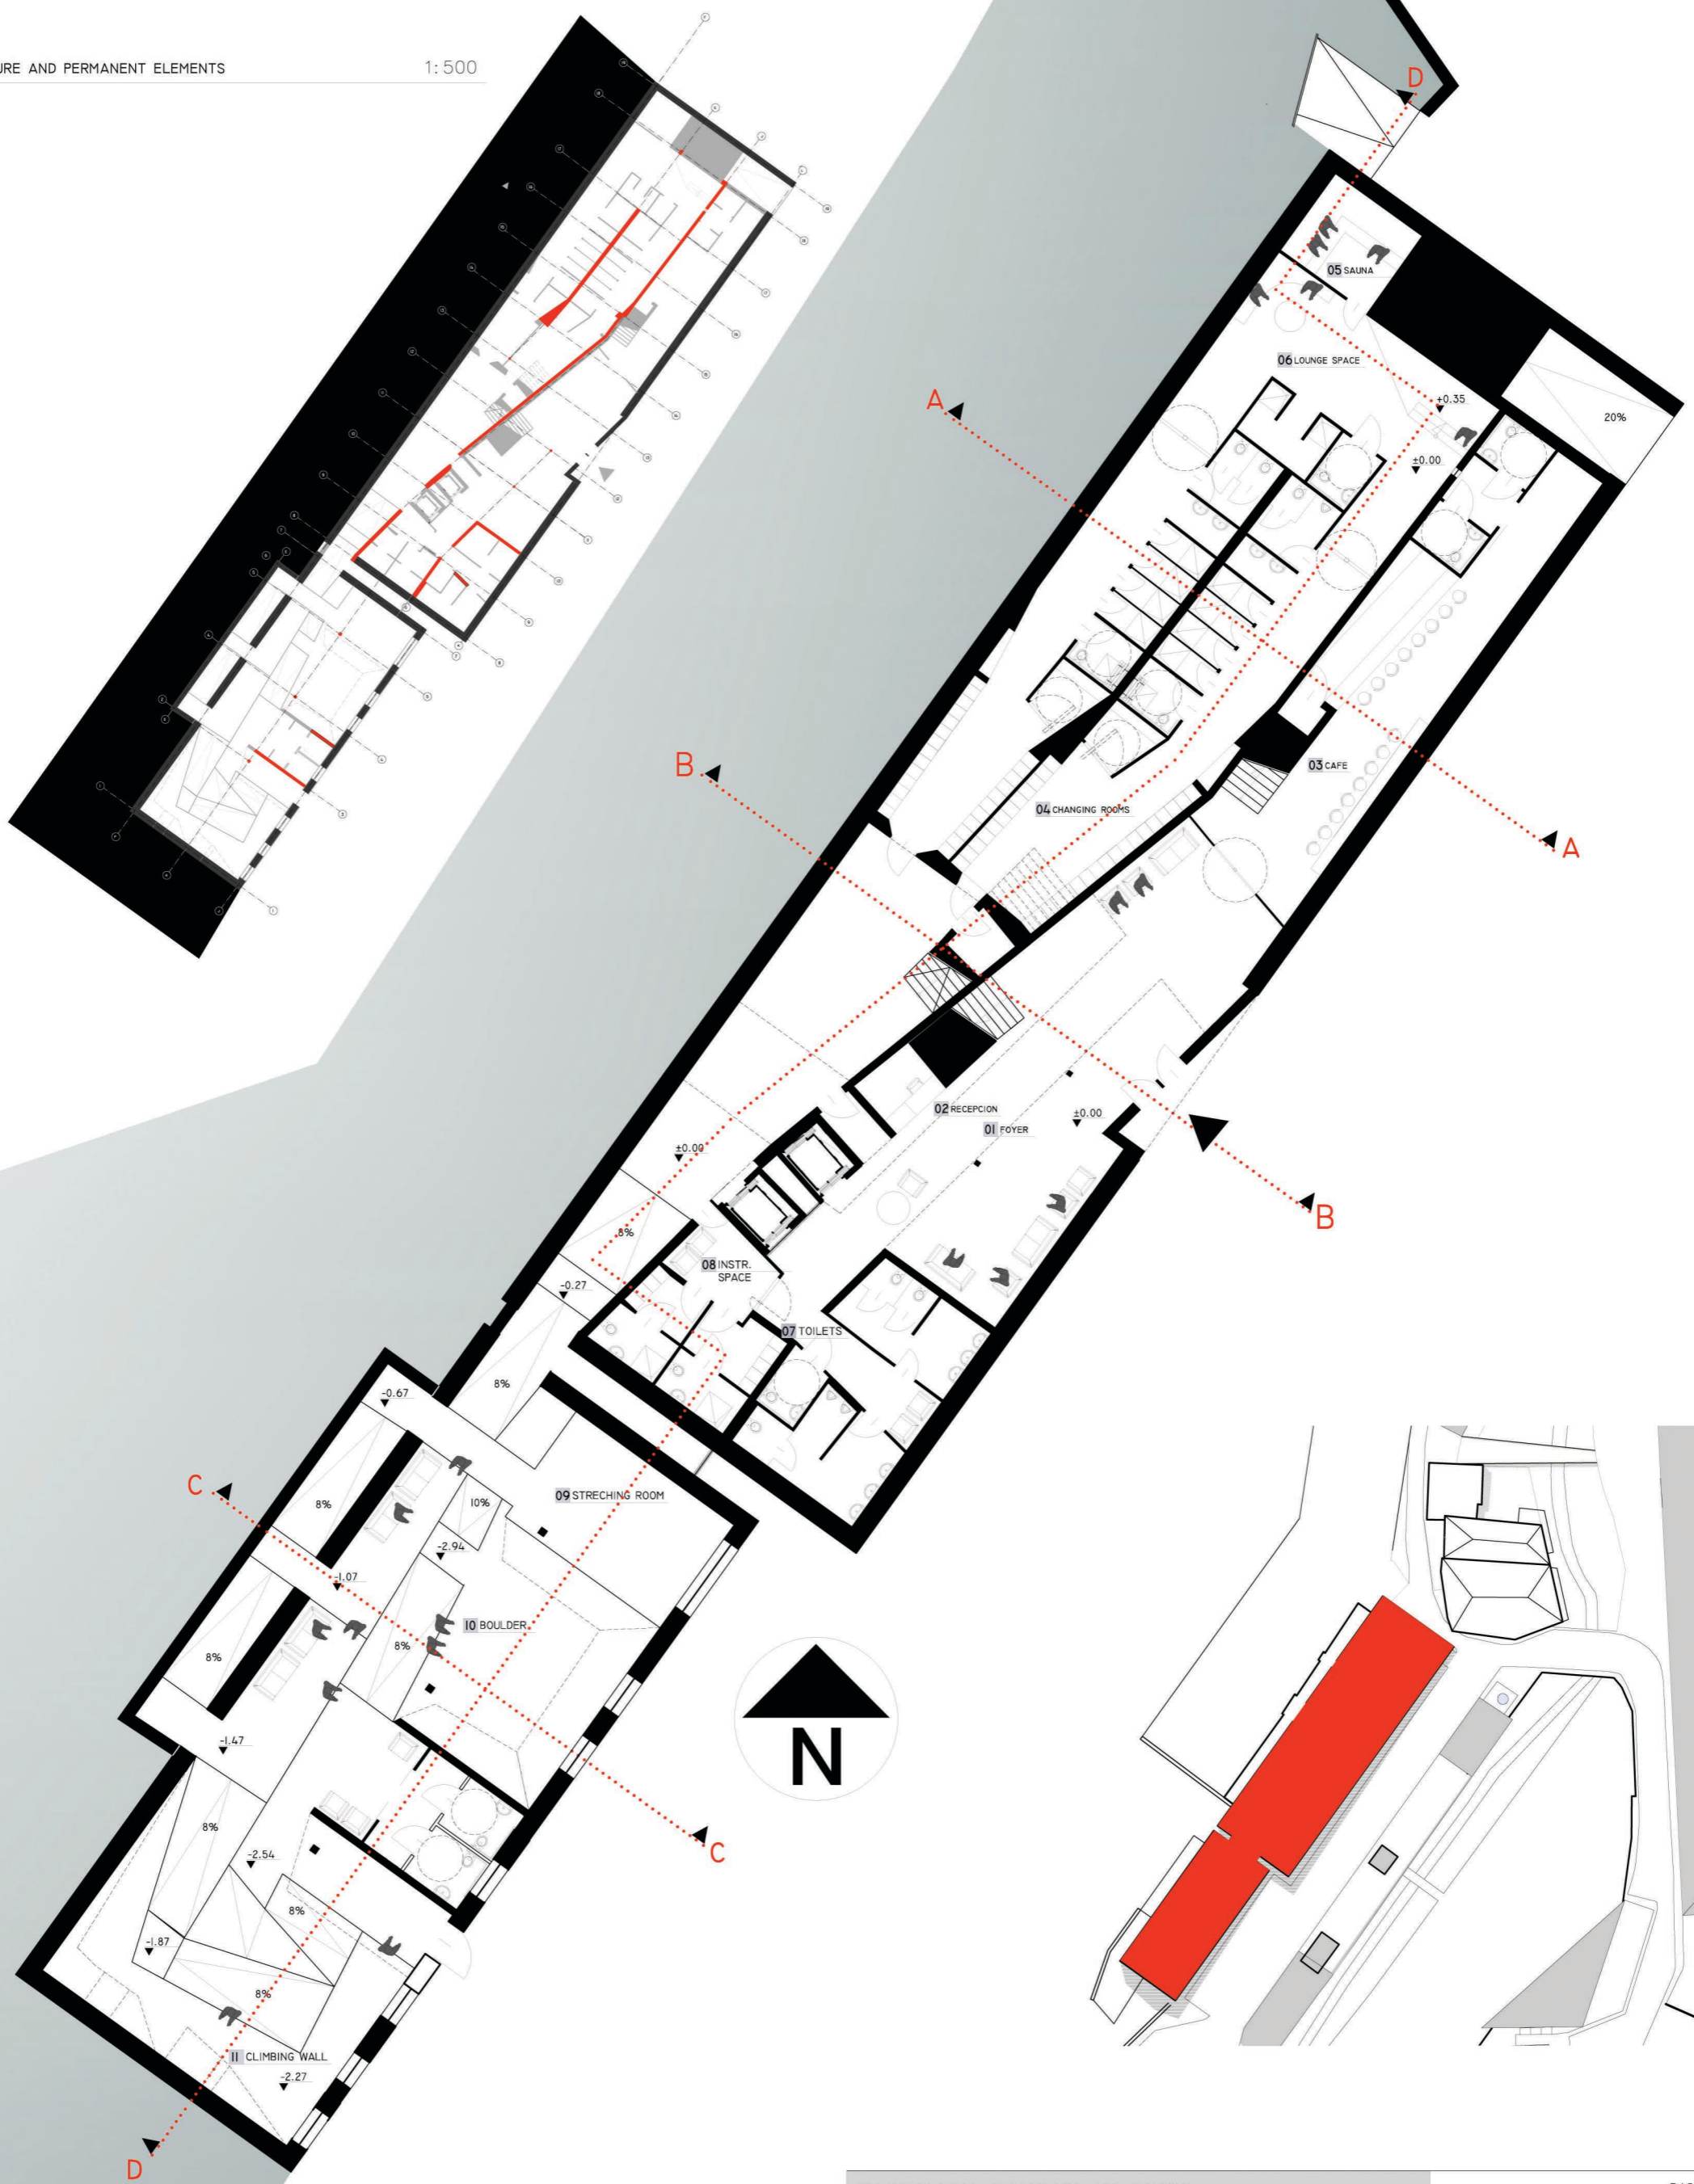 URE AND PERMANENT ELEMENTS 1:500
D
05 SAUNA
06 LOUNGE SPACE
A
+0.35
20%
±0.00
B
03 CAFE
04 CHANGING ROOMS
A
02 RECEPCION
±0.00
01 FOYER
±0.00
B
8%
08 INSTR.
SPACE
-0.27
07 TOILETS
8%
-0.67
C
09 STRECHING ROOM
10%
8%
-2.94
-1.07
10 BOULDER
8%
8%
-1.47
N
8%
C
-2.54
8%
-1.87
8%
11 CLIMBING WALL
-2.27
D